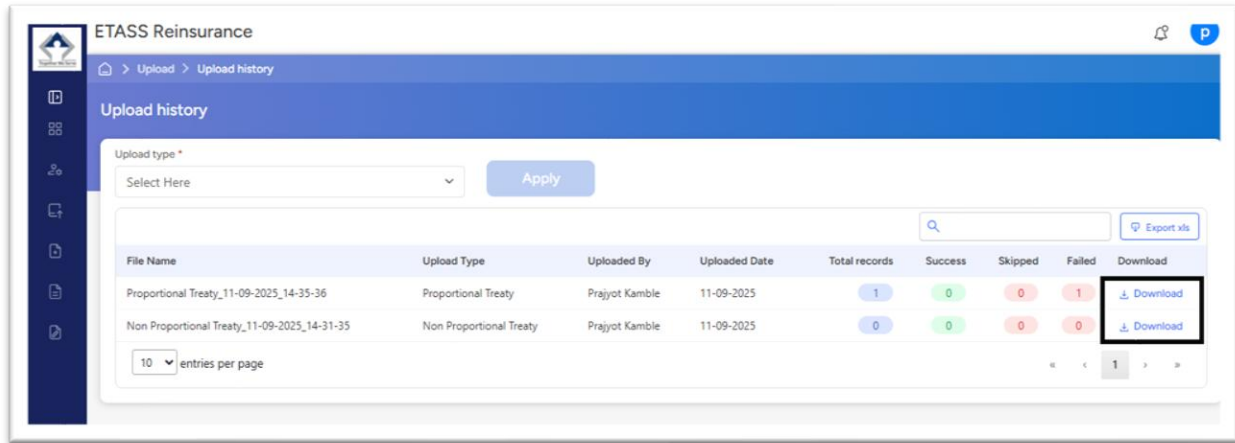 ETASS Reinsurance
P
Upload > Upload history
Upload history
Upload type *
Select Here
Apply
Export xls
File Name Upload Type Uploaded By Uploaded Date Total records Success Skipped Failed Download
Proportional Treaty_11-09-2025_14-35-36 Proportional Treaty Prajyot Kamble 11-09-2025 1 0 0 1 Download
Non Proportional Treaty_11-09-2025_14-31-35 Non Proportional Treaty Prajyot Kamble 11-09-2025 0 0 0 0 Download
10 entries per page
« ‹ 1 › »